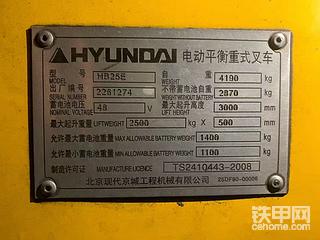 HYUNDAI 电动平衡重式叉车
型号 MODEL HB25E 自重 WEIGHT 4190 kg
出厂编号 SERIAL NUMBER 2261274 不带蓄电池自重 WEIGHT WITHOUT BATTERY 2870 kg
蓄电池电压 BATTERY VOLTAGE 48 V 最大起升高度 LIFT HEIGHT 3000 mm
最大起升重量 LIFTWEIGHT 2500 kg X 500 mm
允许最大蓄电池重量 MAX ALLOWABLE BATTERY WEIGHT 1400 kg
允许最小蓄电池重量 MIN ALLOWABLE BATTERY WEIGHT 1100 kg
制造许可证 MANUFACTURE LICENCE TS2410443-2008
北京现代京城工程机械有限公司 25DF90-00006
铁甲网